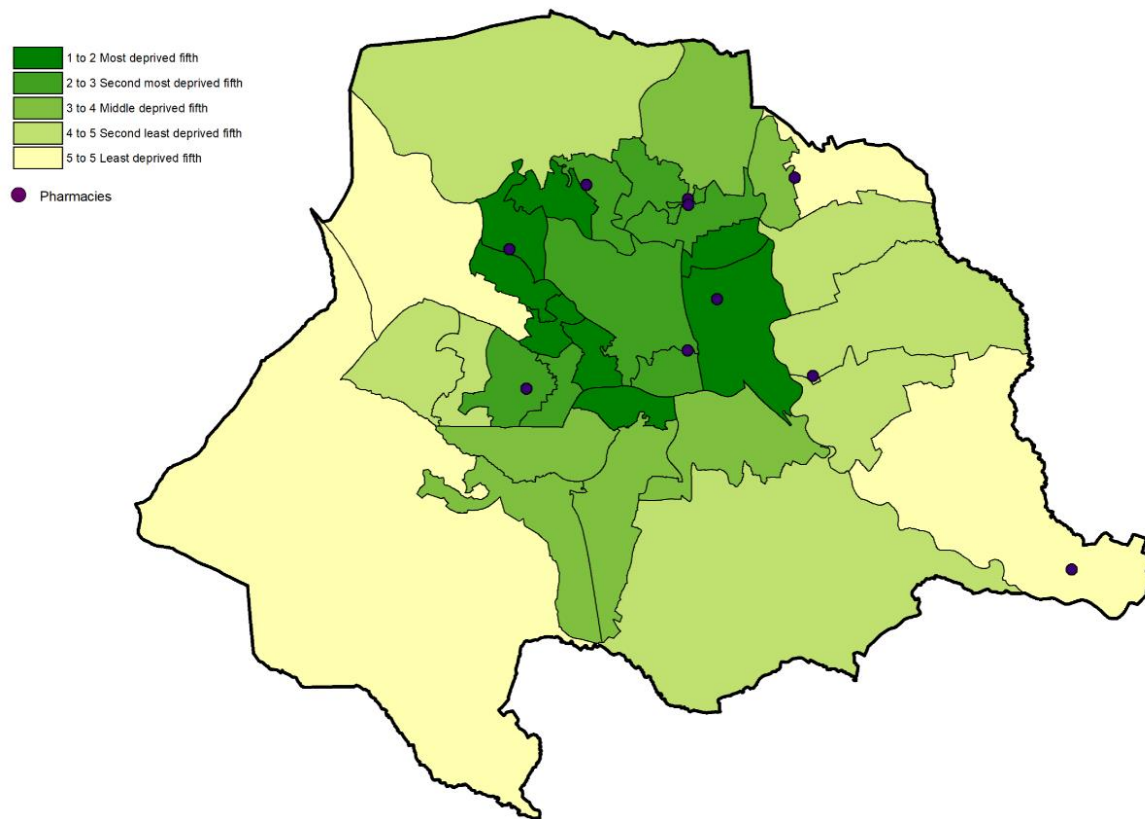 1 to 2 Most deprived fifth
2 to 3 Second most deprived fifth
3 to 4 Middle deprived fifth
4 to 5 Second least deprived fifth
5 to 5 Least deprived fifth
Pharmacies